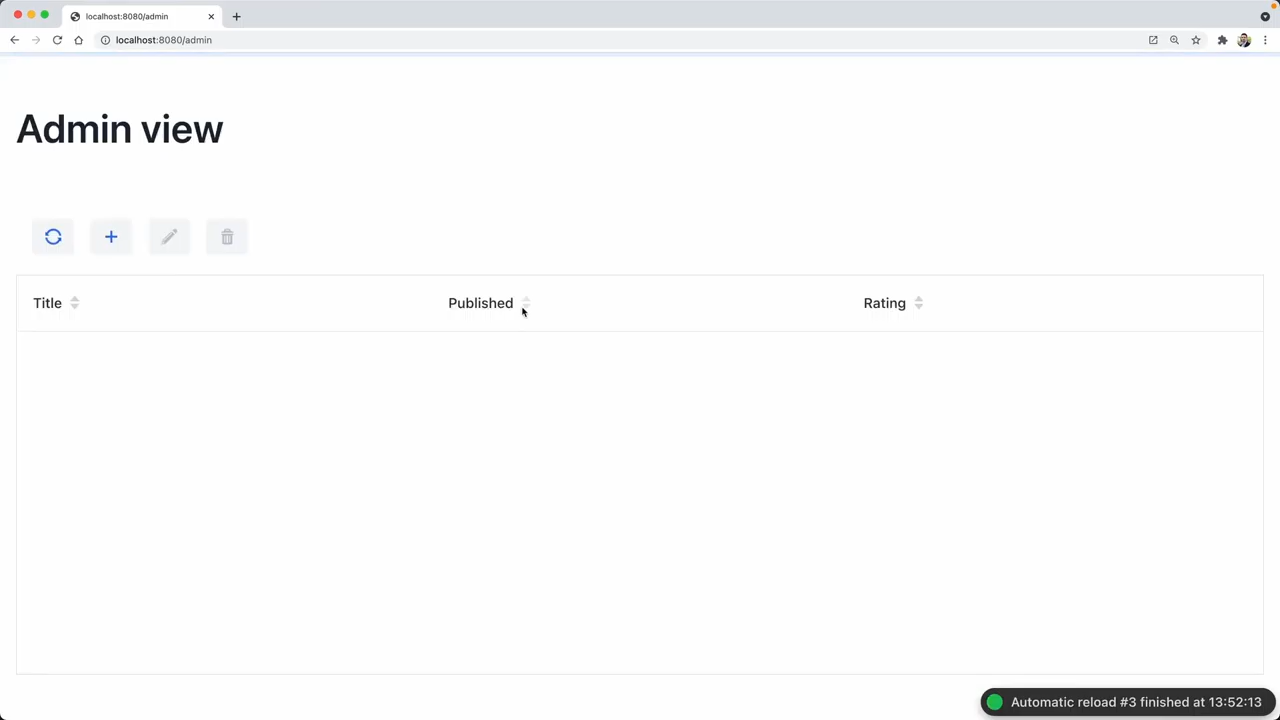 localhost:8080/admin
localhost:8080/admin
Admin view
Title
Published
Rating
Automatic reload #3 finished at 13:52:13